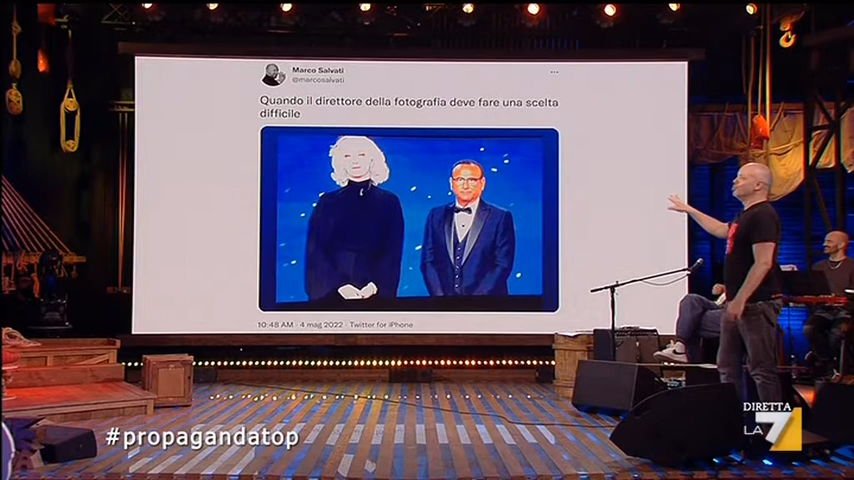 Marco Salvati
@marcosalvati
Quando il direttore della fotografia deve fare una scelta
difficile
10:48 AM · 4 mag 2022 · Twitter for iPhone
#propagandatop
DIRETTA
LA7